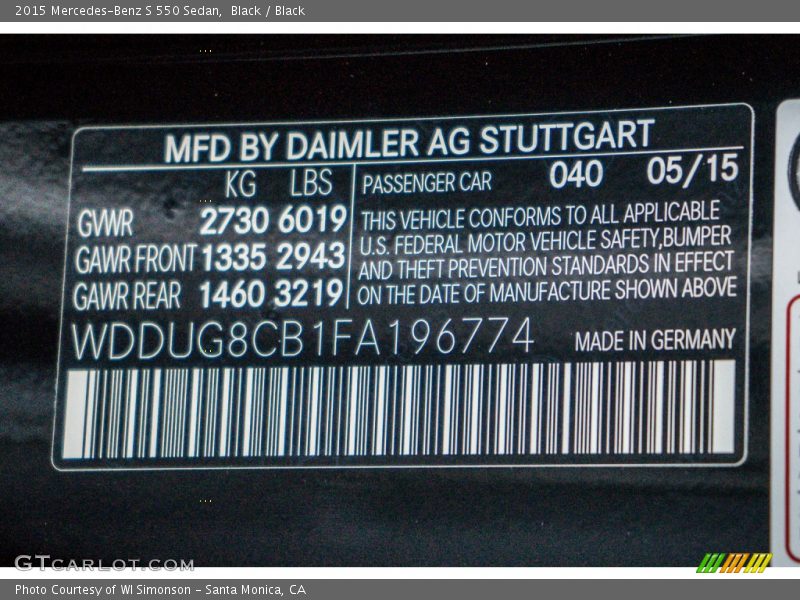 2015 Mercedes-Benz S 550 Sedan,  Black / Black
MFD BY DAIMLER AG STUTTGART
KG LBS
GVWR 2730 6019
GAWR FRONT 1335 2943
GAWR REAR 1460 3219
PASSENGER CAR 040 05/15
THIS VEHICLE CONFORMS TO ALL APPLICABLE
U.S. FEDERAL MOTOR VEHICLE SAFETY,BUMPER
AND THEFT PREVENTION STANDARDS IN EFFECT
ON THE DATE OF MANUFACTURE SHOWN ABOVE
WDDUG8CB1FA196774 MADE IN GERMANY
GTCARLOT.COM
Photo Courtesy of WI Simonson - Santa Monica, CA